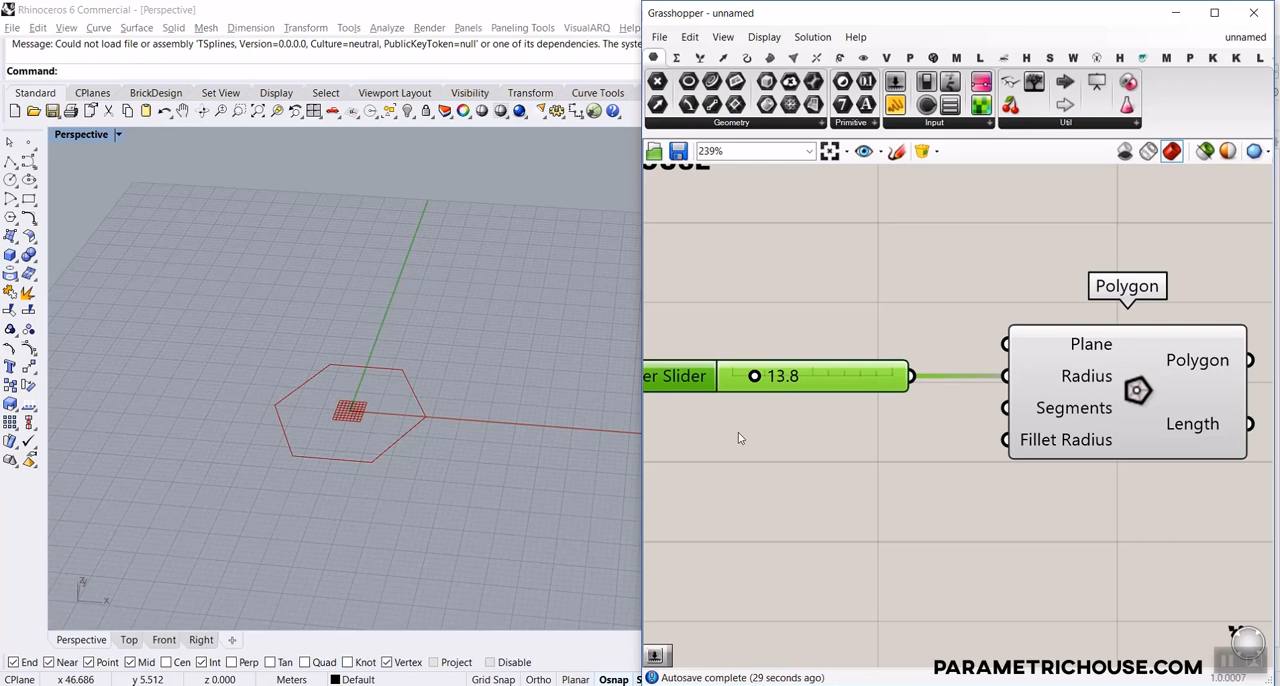 Rhinoceros 6 Commercial - [Perspective]
File Edit View Curve Surface Solid Mesh Dimension Transform Tools Analyze Render Panels Paneling Tools VisualARQ Help
Message: Could not load file or assembly 'TSplines, Version=0.0.0.0, Culture=neutral, PublicKeyToken=null' or one of its dependencies. The syste
Command:
Standard CPlanes BrickDesign Set View Display Select Viewport Layout Visibility Transform Curve Tools
Perspective
z
x
Perspective Top Front Right
End Near Point Mid Cen Int Perp Tan Quad Knot Vertex Project Disable
CPlane x 46.686 y 5.512 z 0.000 Meters Default Grid Snap Ortho Planar Osnap
Grasshopper - unnamed
File Edit View Display Solution Help unnamed
V P M L H S W H M P K K L
Geometry Primitive Input Util
239%
Polygon
er Slider 13.8
Plane
Radius
Segments
Fillet Radius
Polygon
Length
PARAMETRICHOUSE.COM
Autosave complete (29 seconds ago)
1.0.0007